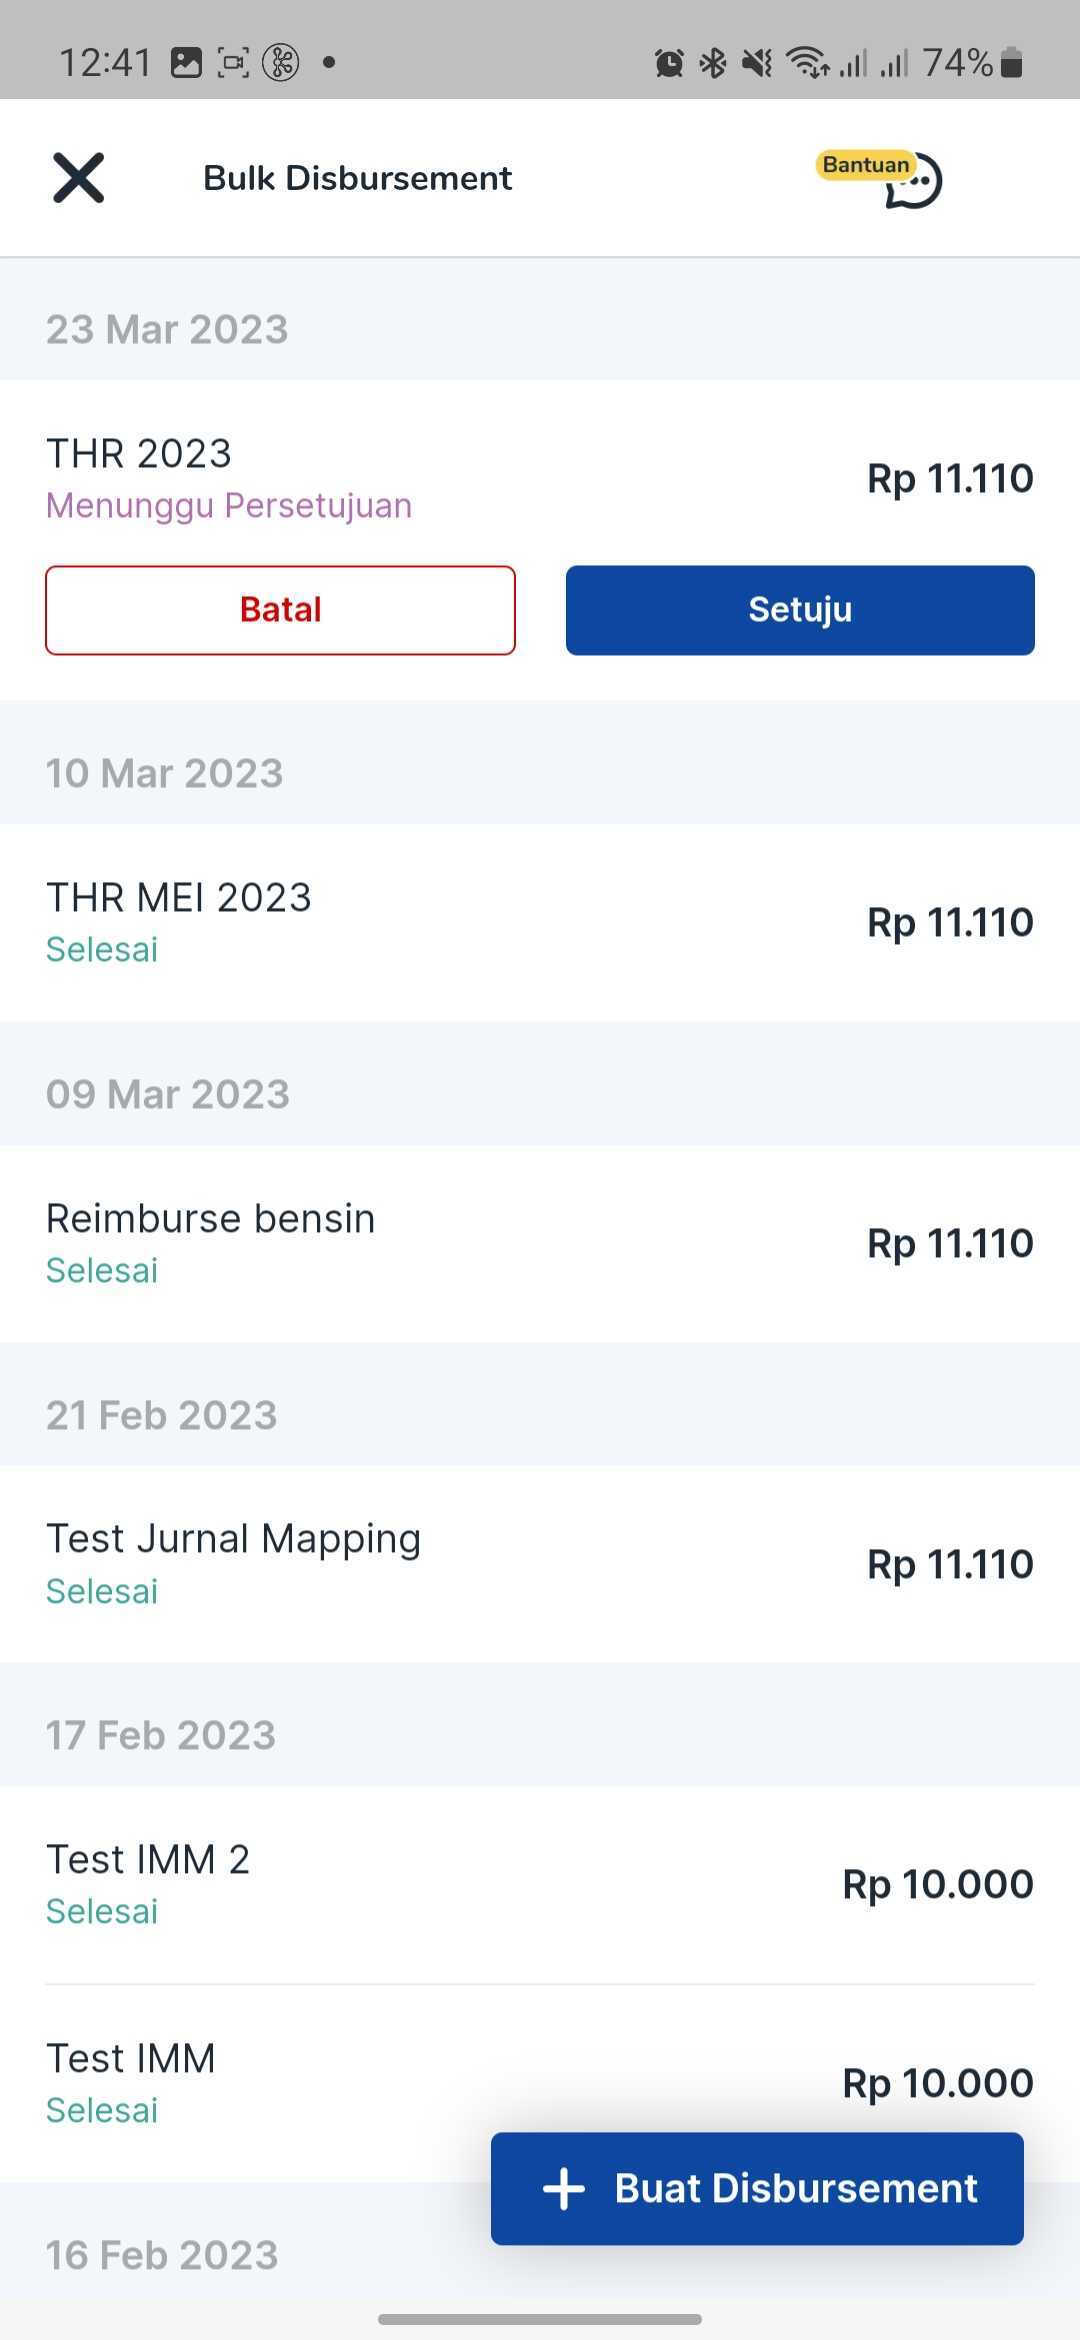 12:41
74%
Bulk Disbursement
Bantuan
23 Mar 2023
THR 2023
Rp 11.110
Menunggu Persetujuan
Batal
Setuju
10 Mar 2023
THR MEI 2023
Rp 11.110
Selesai
09 Mar 2023
Reimburse bensin
Rp 11.110
Selesai
21 Feb 2023
Test Jurnal Mapping
Rp 11.110
Selesai
17 Feb 2023
Test IMM 2
Rp 10.000
Selesai
Test IMM
Rp 10.000
Selesai
+ Buat Disbursement
16 Feb 2023